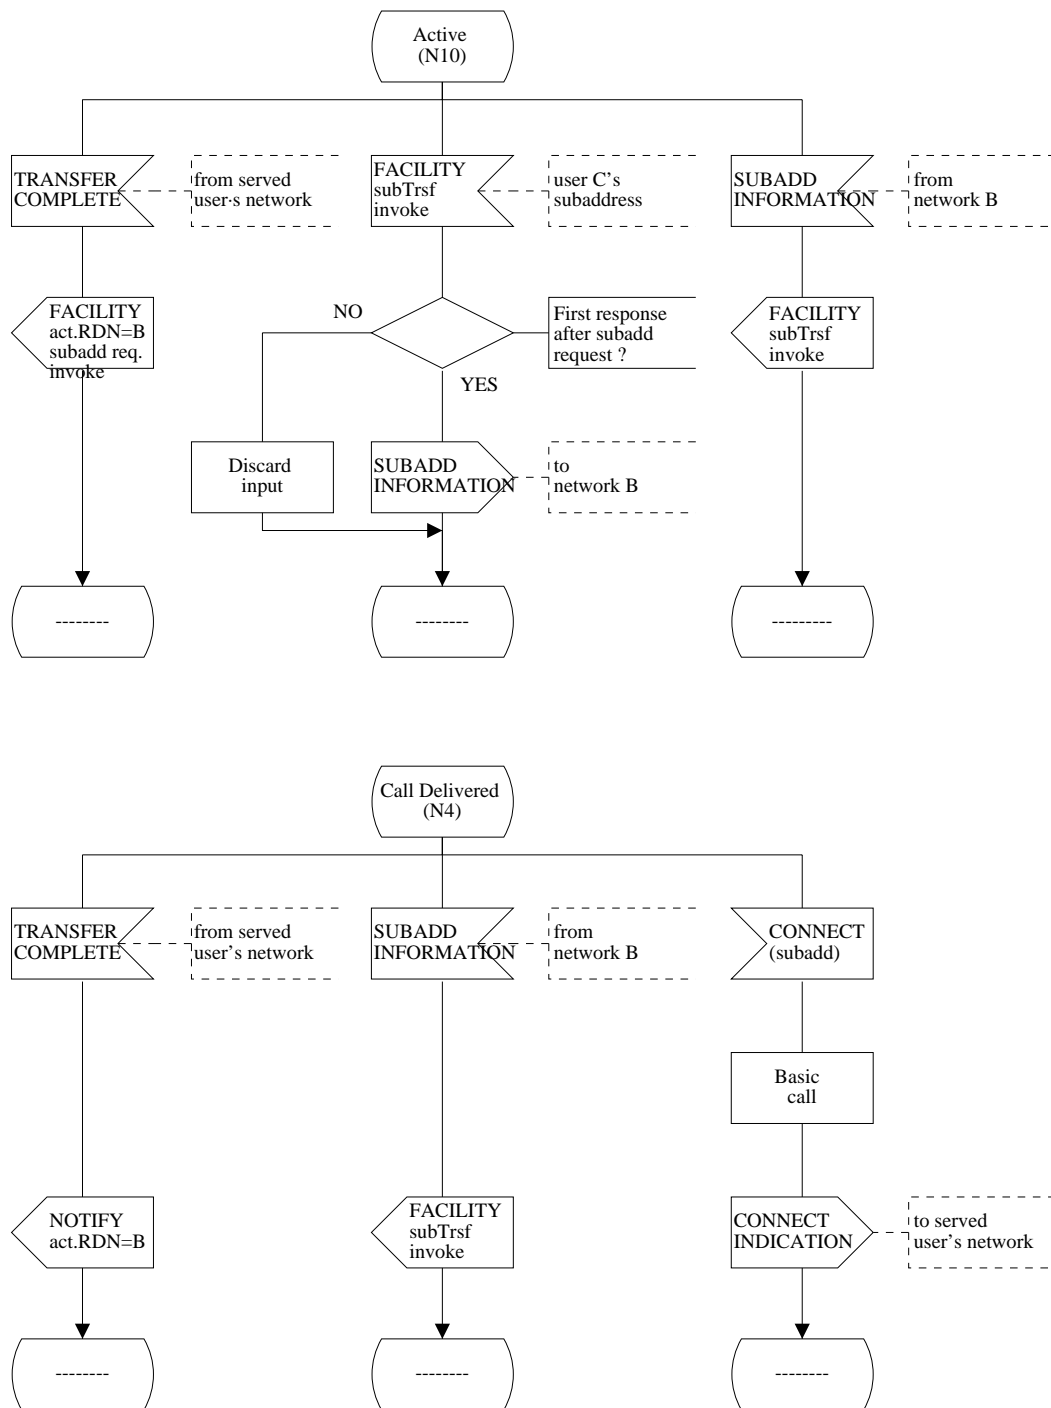 Active
(N10)
TRANSFER
COMPLETE
from served
user·s network
FACILITY
subTrsf
invoke
user C's
subaddress
SUBADD
INFORMATION
from
network B
FACILITY
act.RDN=B
subadd req.
invoke
NO
First response
after subadd
request ?
YES
FACILITY
subTrsf
invoke
Discard
input
SUBADD
INFORMATION
to
network B
--------
--------
---------
Call Delivered
(N4)
TRANSFER
COMPLETE
from served
user's network
SUBADD
INFORMATION
from
network B
CONNECT
(subadd)
Basic
call
NOTIFY
act.RDN=B
FACILITY
subTrsf
invoke
CONNECT
INDICATION
to served
user's network
--------
--------
--------